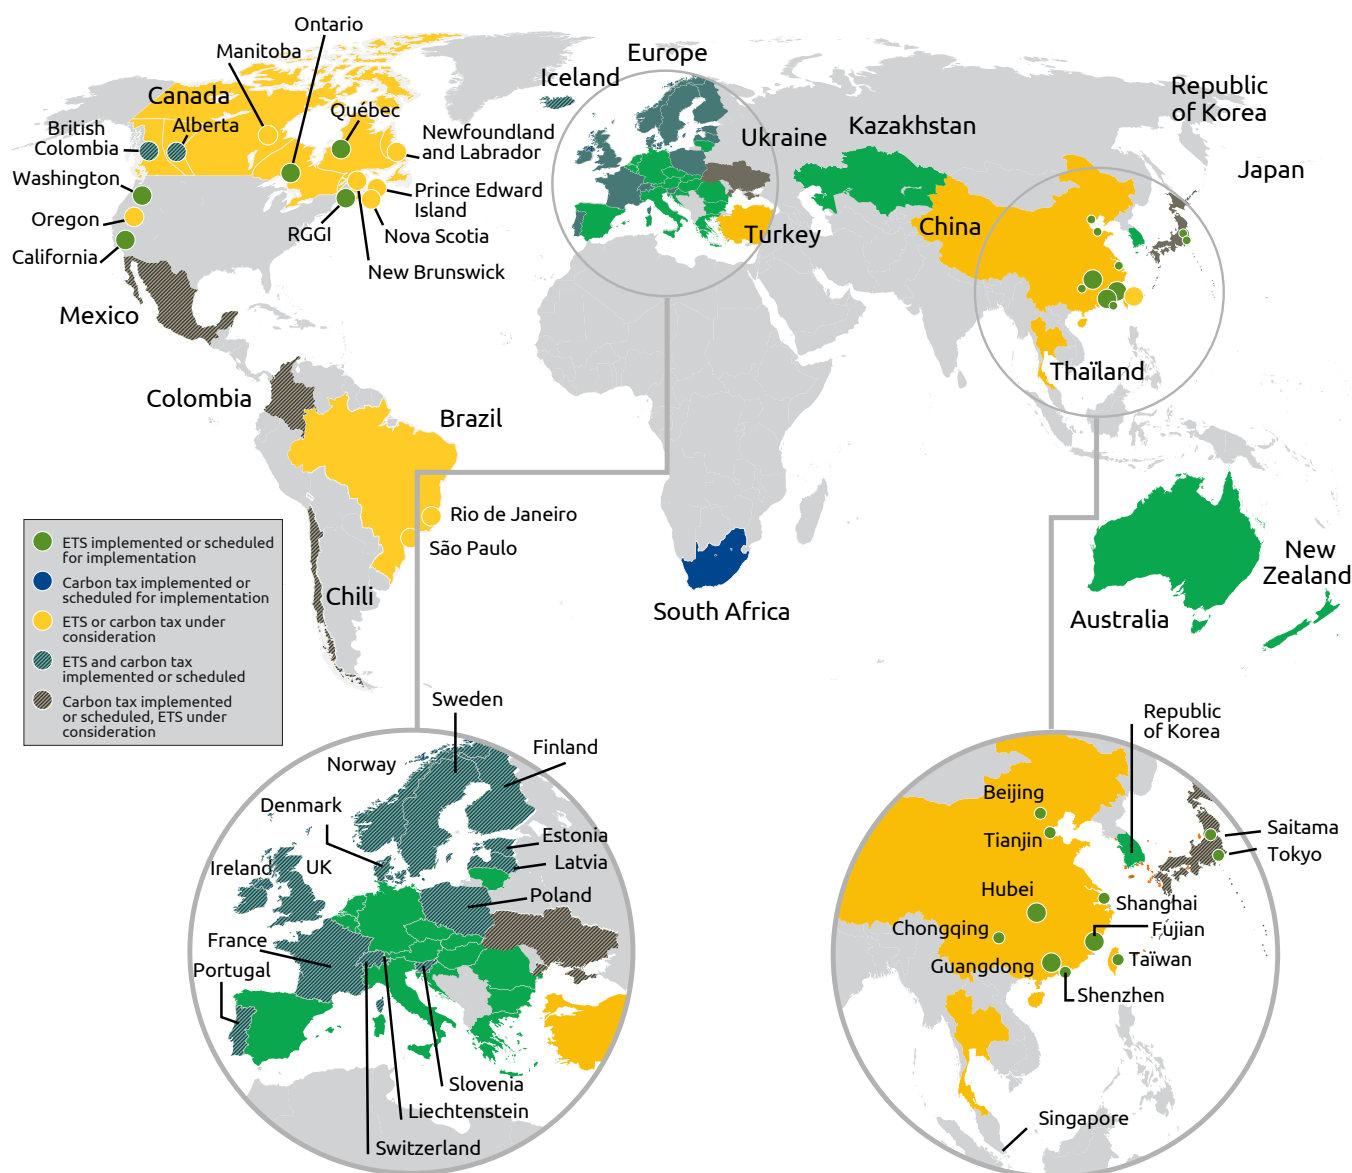 Ontario
Manitoba
Canada
Québec
British
Colombia
Alberta
Newfoundland
and Labrador
Washington
Prince Edward
Island
Oregon
RGGI
Nova Scotia
California
New Brunswick
Mexico
Iceland
Europe
Ukraine
Turkey
Kazakhstan
Republic
of Korea
Japan
China
Thaïland
Colombia
Brazil
Rio de Janeiro
São Paulo
Chili
South Africa
Australia
New
Zealand
ETS implemented or scheduled
for implementation
Carbon tax implemented or
scheduled for implementation
ETS or carbon tax under
consideration
ETS and carbon tax
implemented or scheduled
Carbon tax implemented
or scheduled, ETS under
consideration
Sweden
Norway
Finland
Denmark
Estonia
Latvia
Ireland
UK
Poland
France
Portugal
Slovenia
Liechtenstein
Switzerland
Republic
of Korea
Beijing
Tianjin
Saitama
Tokyo
Hubei
Shanghai
Chongqing
Fujian
Guangdong
Taïwan
Shenzhen
Singapore